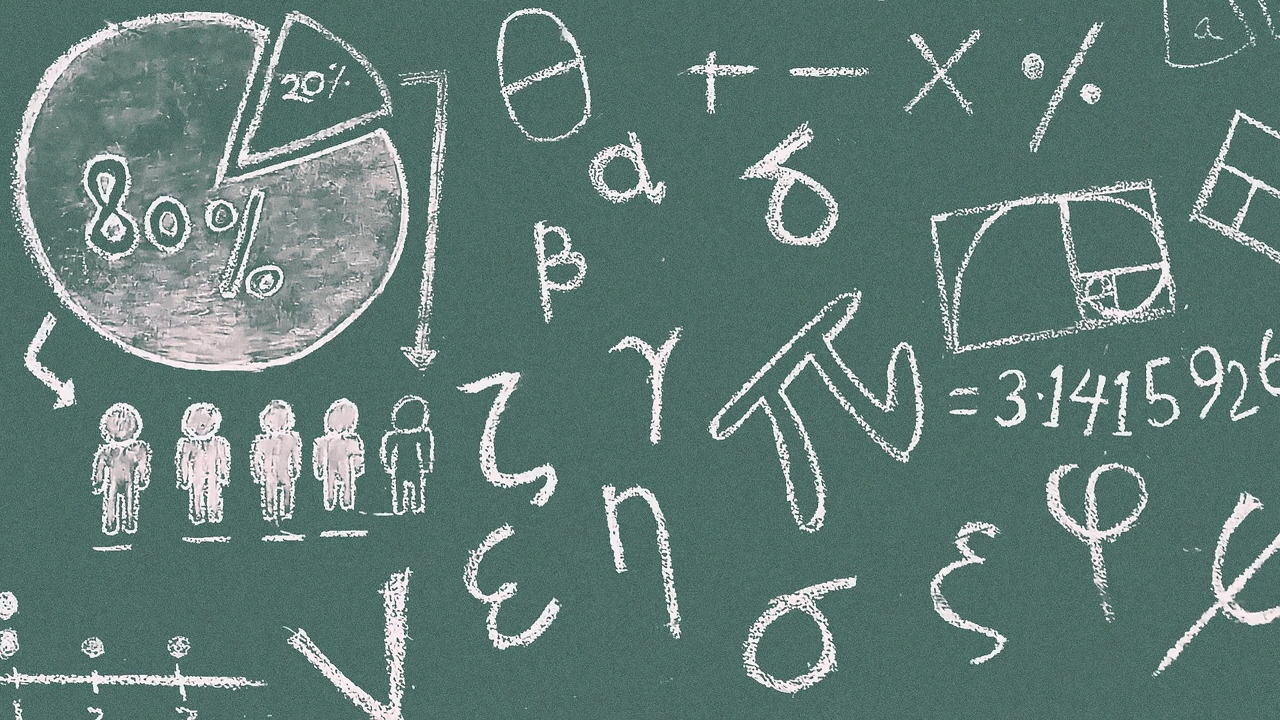 20%
80%
θ
+ − × %
a
α
δ
β
γ
π = 3.1415926
ζ
ε
η
σ
ξ
φ
ψ